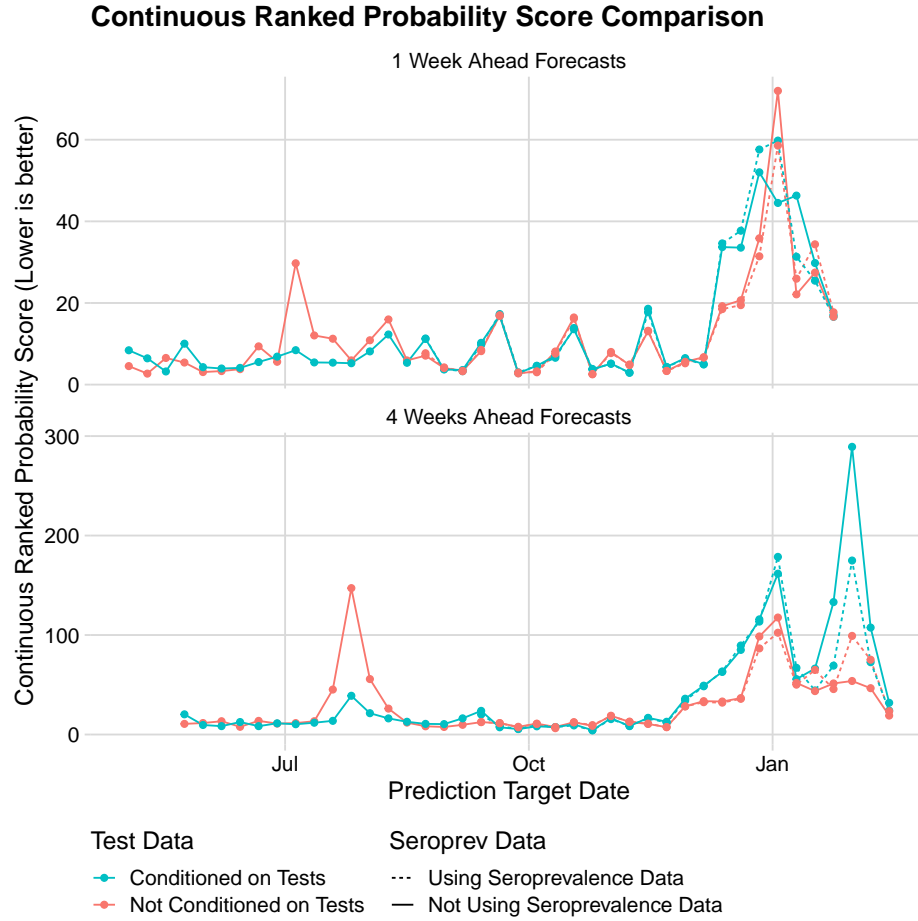 Continuous Ranked Probability Score Comparison
1 Week Ahead Forecasts
Continuous Ranked Probability Score (Lower is better)
60
40
20
0
4 Weeks Ahead Forecasts
300
200
100
0
Jul
Oct
Jan
Prediction Target Date
Test Data
Conditioned on Tests
Not Conditioned on Tests
Seroprev Data
Using Seroprevalence Data
Not Using Seroprevalence Data